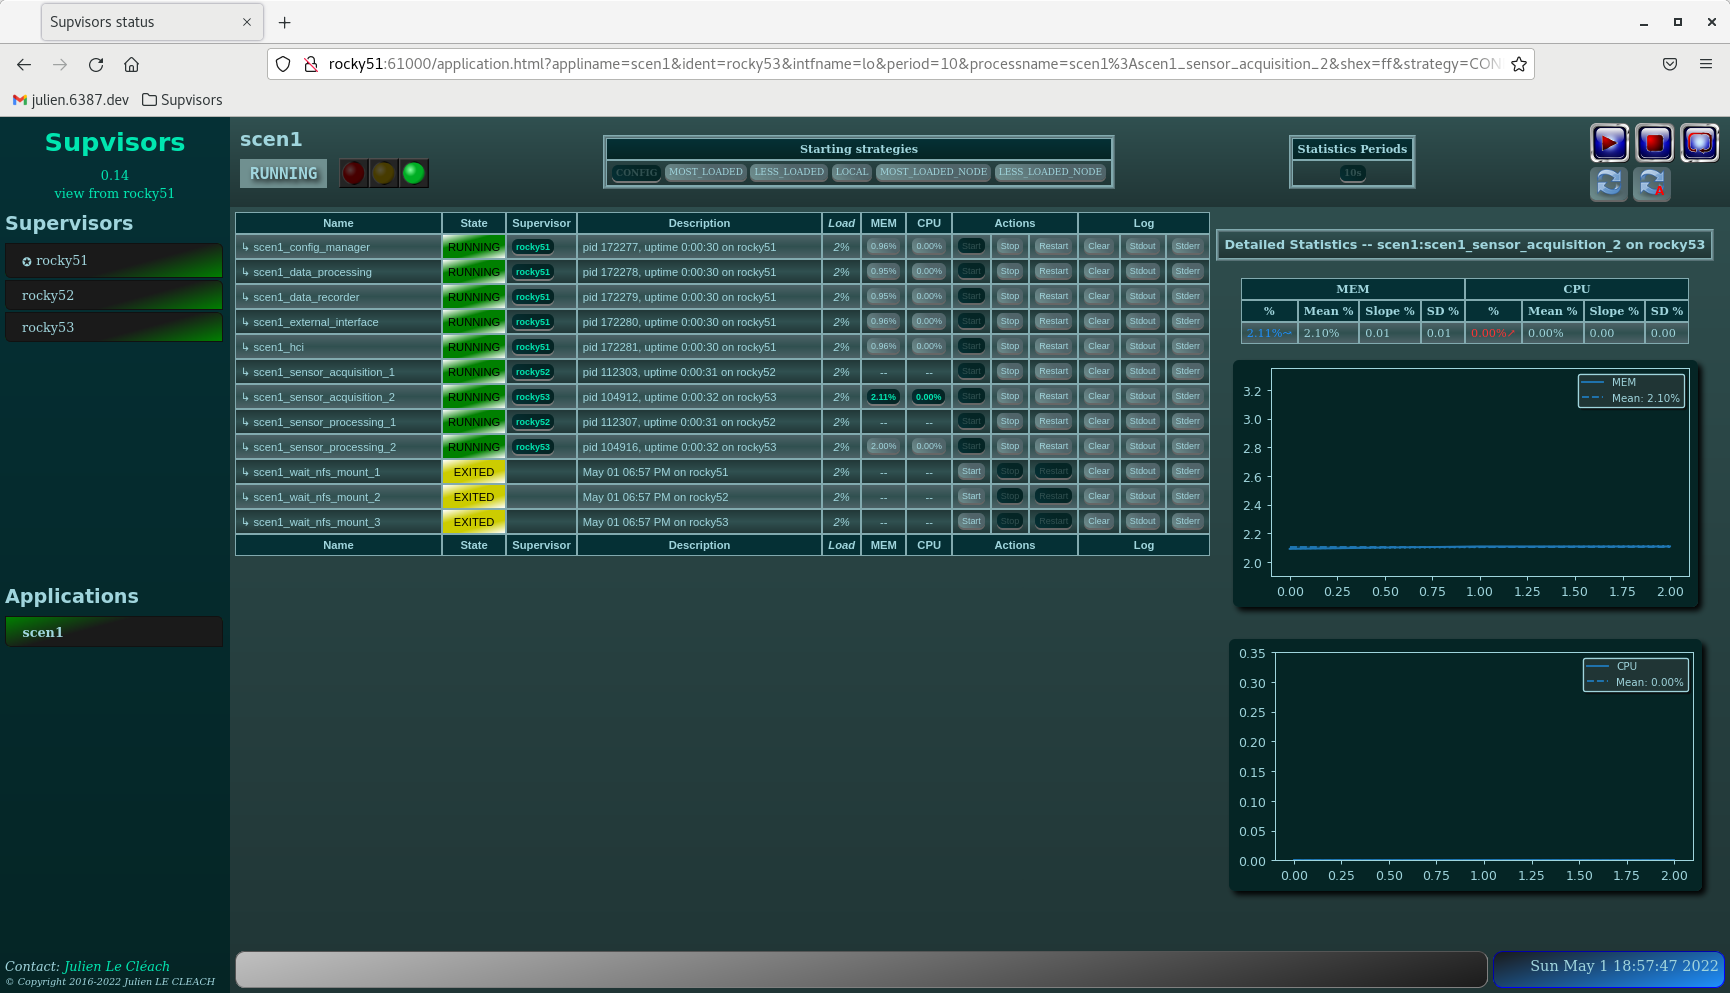 Supvisors status
rocky51:61000/application.html?appliname=scen1&ident=rocky53&intfname=lo&period=10&processname=scen1%3Ascen1_sensor_acquisition_2&shex=ff&strategy=CON
julien.6387.dev Supvisors
Supvisors
0.14
view from rocky51
Supervisors
✪ rocky51
rocky52
rocky53
Applications
scen1
Contact: Julien Le Cléach
© Copyright 2016-2022 Julien LE CLEACH
scen1
RUNNING
Starting strategies
CONFIG MOST_LOADED LESS_LOADED LOCAL MOST_LOADED_NODE LESS_LOADED_NODE
Statistics Periods
10s
Name State Supervisor Description Load MEM CPU Actions Log
↳ scen1_config_manager RUNNING rocky51 pid 172277, uptime 0:00:30 on rocky51 2% 0.96% 0.00% Start Stop Restart Clear Stdout Stderr
↳ scen1_data_processing RUNNING rocky51 pid 172278, uptime 0:00:30 on rocky51 2% 0.95% 0.00% Start Stop Restart Clear Stdout Stderr
↳ scen1_data_recorder RUNNING rocky51 pid 172279, uptime 0:00:30 on rocky51 2% 0.95% 0.00% Start Stop Restart Clear Stdout Stderr
↳ scen1_external_interface RUNNING rocky51 pid 172280, uptime 0:00:30 on rocky51 2% 0.96% 0.00% Start Stop Restart Clear Stdout Stderr
↳ scen1_hci RUNNING rocky51 pid 172281, uptime 0:00:30 on rocky51 2% 0.96% 0.00% Start Stop Restart Clear Stdout Stderr
↳ scen1_sensor_acquisition_1 RUNNING rocky52 pid 112303, uptime 0:00:31 on rocky52 2% -- -- Start Stop Restart Clear Stdout Stderr
↳ scen1_sensor_acquisition_2 RUNNING rocky53 pid 104912, uptime 0:00:32 on rocky53 2% 2.11% 0.00% Start Stop Restart Clear Stdout Stderr
↳ scen1_sensor_processing_1 RUNNING rocky52 pid 112307, uptime 0:00:31 on rocky52 2% -- -- Start Stop Restart Clear Stdout Stderr
↳ scen1_sensor_processing_2 RUNNING rocky53 pid 104916, uptime 0:00:32 on rocky53 2% 2.00% 0.00% Start Stop Restart Clear Stdout Stderr
↳ scen1_wait_nfs_mount_1 EXITED May 01 06:57 PM on rocky51 2% -- -- Start Stop Restart Clear Stdout Stderr
↳ scen1_wait_nfs_mount_2 EXITED May 01 06:57 PM on rocky52 2% -- -- Start Stop Restart Clear Stdout Stderr
↳ scen1_wait_nfs_mount_3 EXITED May 01 06:57 PM on rocky53 2% -- -- Start Stop Restart Clear Stdout Stderr
Name State Supervisor Description Load MEM CPU Actions Log
Detailed Statistics -- scen1:scen1_sensor_acquisition_2 on rocky53
MEM CPU
% Mean % Slope % SD % % Mean % Slope % SD %
2.11%→ 2.10% 0.01 0.01 0.00%↗ 0.00% 0.00 0.00
MEM
Mean: 2.10%
3.2
3.0
2.8
2.6
2.4
2.2
2.0
0.00 0.25 0.50 0.75 1.00 1.25 1.50 1.75 2.00
CPU
Mean: 0.00%
0.35
0.30
0.25
0.20
0.15
0.10
0.05
0.00
0.00 0.25 0.50 0.75 1.00 1.25 1.50 1.75 2.00
Sun May 1 18:57:47 2022